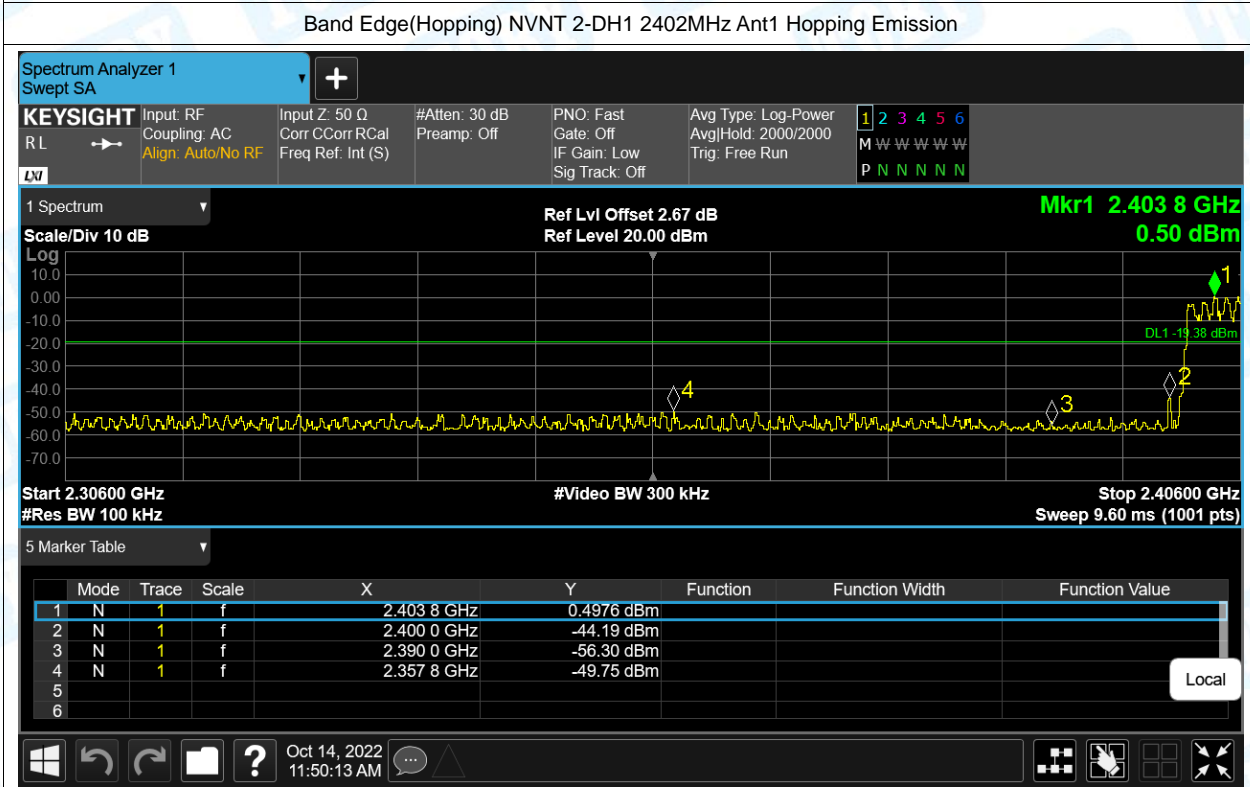 Band Edge(Hopping) NVNT 2-DH1 2402MHz Ant1 Hopping Emission
Spectrum Analyzer 1
Swept SA
+
KEYSIGHT
RL
LXI
Input: RF
Coupling: AC
Align: Auto/No RF
Input Z: 50 Ω
Corr CCorr RCal
Freq Ref: Int (S)
#Atten: 30 dB
Preamp: Off
PNO: Fast
Gate: Off
IF Gain: Low
Sig Track: Off
Avg Type: Log-Power
Avg|Hold: 2000/2000
Trig: Free Run
1 2 3 4 5 6
M W W W W W
P N N N N N
1 Spectrum
Scale/Div 10 dB
Ref Lvl Offset 2.67 dB
Ref Level 20.00 dBm
Mkr1 2.403 8 GHz
0.50 dBm
Log
10.0
0.00
-10.0
-20.0
-30.0
-40.0
-50.0
-60.0
-70.0
1
DL1 -19.38 dBm
2
4
3
Start 2.30600 GHz
#Video BW 300 kHz
Stop 2.40600 GHz
#Res BW 100 kHz
Sweep 9.60 ms (1001 pts)
5 Marker Table
Mode Trace Scale X Y Function Function Width Function Value
1 N 1 f 2.403 8 GHz 0.4976 dBm
2 N 1 f 2.400 0 GHz -44.19 dBm
3 N 1 f 2.390 0 GHz -56.30 dBm
4 N 1 f 2.357 8 GHz -49.75 dBm
5
6
Local
?
Oct 14, 2022
11:50:13 AM